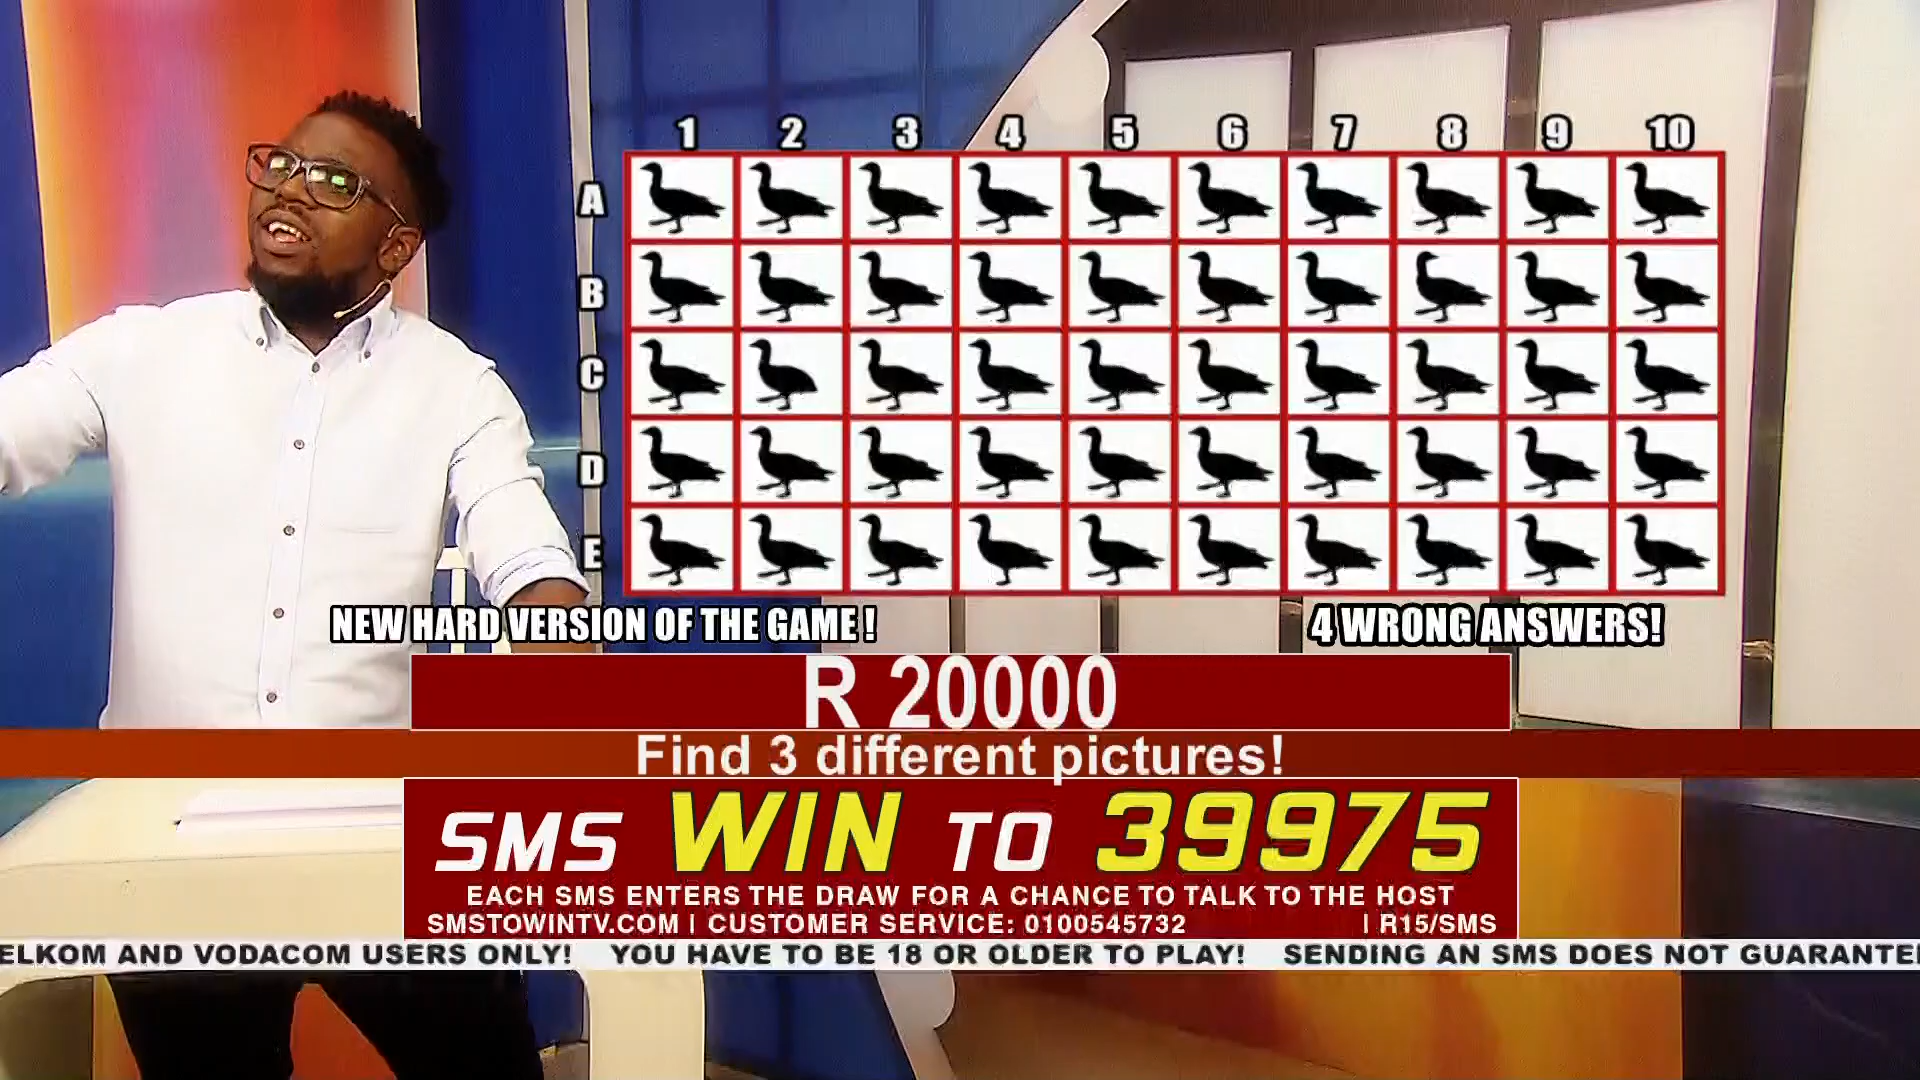 1 2 3 4 5 6 7 8 9 10
A
B
C
D
E
NEW HARD VERSION OF THE GAME !
4 WRONG ANSWERS!
R 20000
Find 3 different pictures!
SMS WIN TO 39975
EACH SMS ENTERS THE DRAW FOR A CHANCE TO TALK TO THE HOST
SMSTOWINTV.COM | CUSTOMER SERVICE: 0100545732 | R15/SMS
ELKOM AND VODACOM USERS ONLY! YOU HAVE TO BE 18 OR OLDER TO PLAY! SENDING AN SMS DOES NOT GUARANTEE